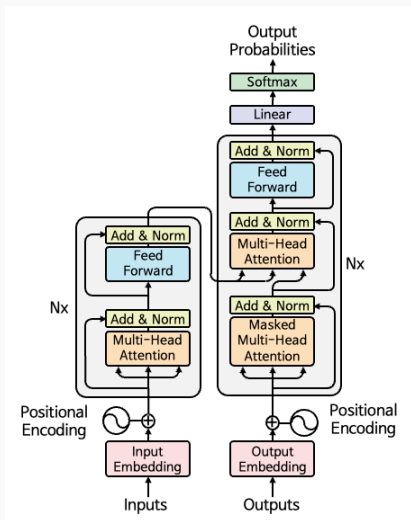 Output
Probabilities
Softmax
Linear
Add & Norm
Feed
Forward
Add & Norm
Multi-Head
Attention
Nx
Add & Norm
Masked
Multi-Head
Attention
Add & Norm
Feed
Forward
Nx
Add & Norm
Multi-Head
Attention
Positional
Encoding
Positional
Encoding
Input
Embedding
Output
Embedding
Inputs
Outputs